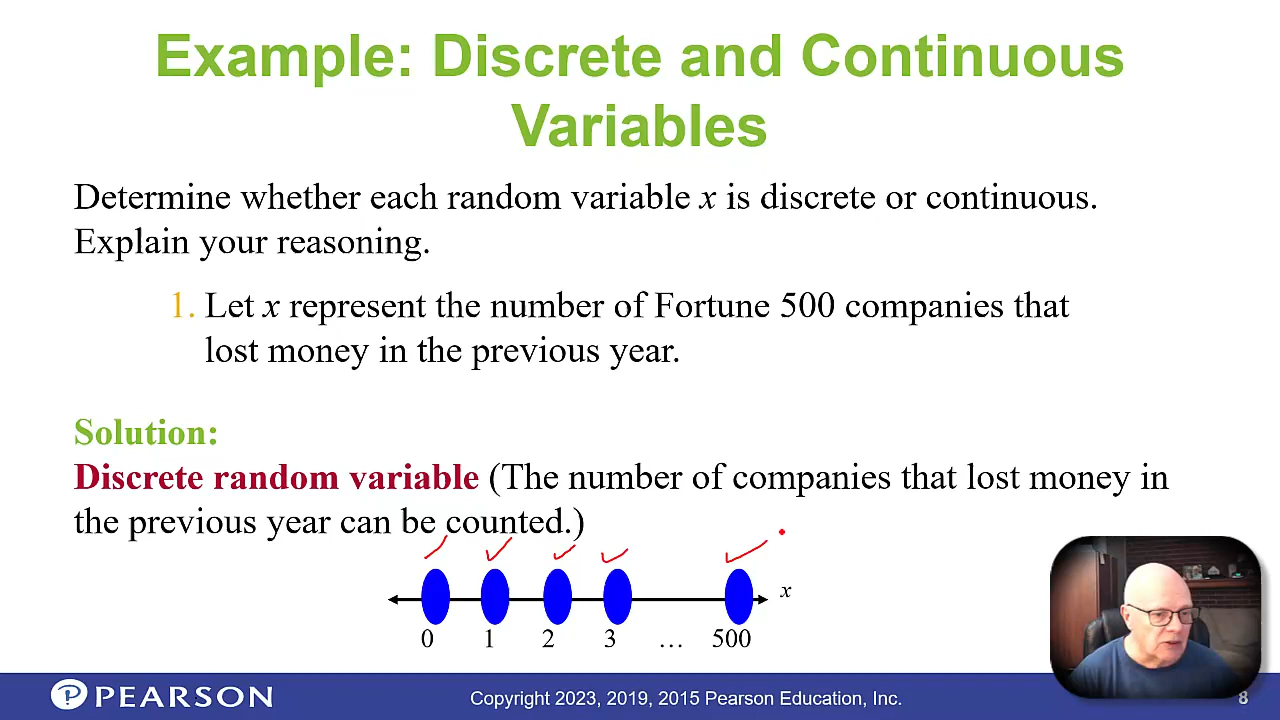 Example: Discrete and Continuous
Variables
Determine whether each random variable x is discrete or continuous.
Explain your reasoning.
1. Let x represent the number of Fortune 500 companies that
lost money in the previous year.
Solution:
Discrete random variable (The number of companies that lost money in
the previous year can be counted.)
x
0 1 2 3 … 500
P PEARSON
Copyright 2023, 2019, 2015 Pearson Education, Inc.
8